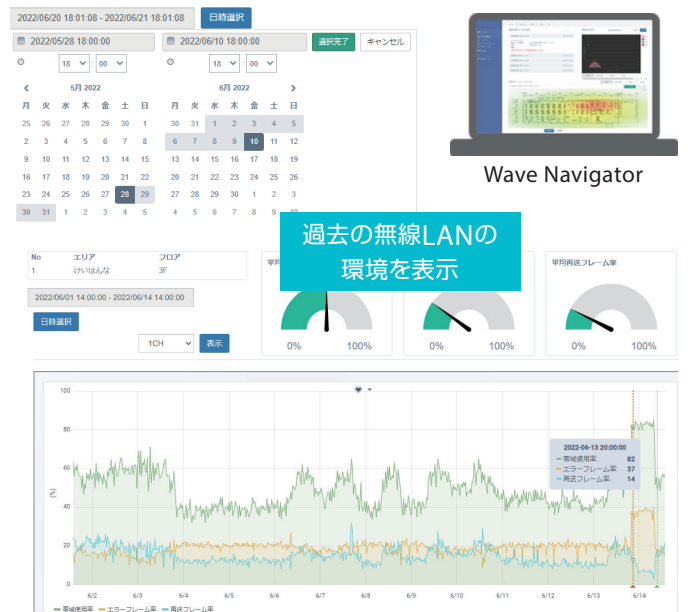 2022/06/20 18:01:08 - 2022/06/21 18:01:08 日時選択
2022/05/28 18:00:00 2022/06/10 18:00:00 選択完了 キャンセル
18 : 00 18 : 00
5月 2022 6月 2022
月 火 水 木 金 土 日 月 火 水 木 金 土 日
25 26 27 28 29 30 1 30 31 1 2 3 4 5
2 3 4 5 6 7 8 6 7 8 9 10 11 12
9 10 11 12 13 14 15 13 14 15 16 17 18 19
16 17 18 19 20 21 22 20 21 22 23 24 25 26
23 24 25 26 27 28 29 27 28 29 30 1 2 3
30 31 1 2 3 4 5 4 5 6 7 8 9 10
Wave Navigator
過去の無線LANの
環境を表示
No エリア フロア
1 けいはんな 3F
2022/06/01 14:00:00 - 2022/06/14 14:00:00
日時選択
1CH 表示
平均再送フレーム率
0% 100% 0% 100% 0% 100%
100
80
60
40
20
0
(%)
2022-06-13 20:00:00
帯域使用率: 82
エラーフレーム率: 37
再送フレーム率: 14
6/2 6/3 6/4 6/5 6/6 6/7 6/8 6/9 6/10 6/11 6/12 6/13 6/14
帯域使用率 エラーフレーム率 再送フレーム率